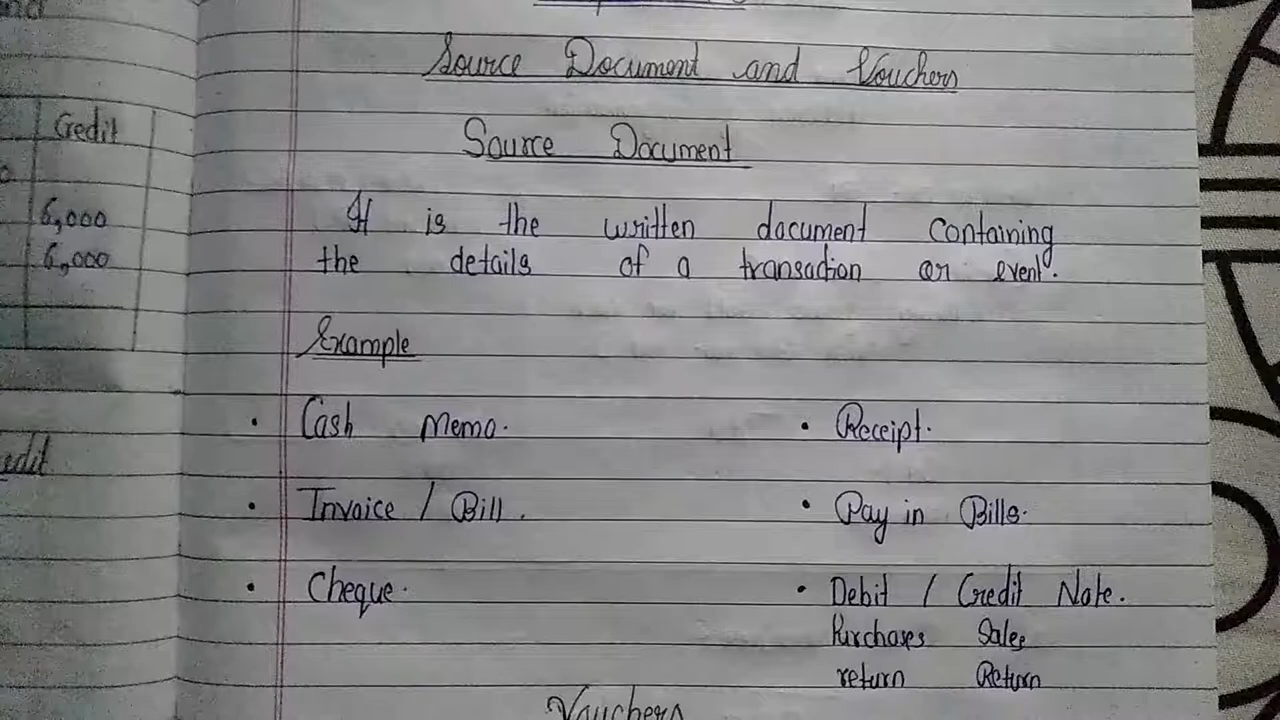 Source Document and Vouchers
Credit
Source Document
6,000
It is the written document containing
6,000
the details of a transaction or event.
Example
• Cash Memo.
• Receipt.
edit
• Invoice / Bill.
• Pay in Bills.
• Cheque.
• Debit / Credit Note.
Purchases Sales
return Return
Vouchers